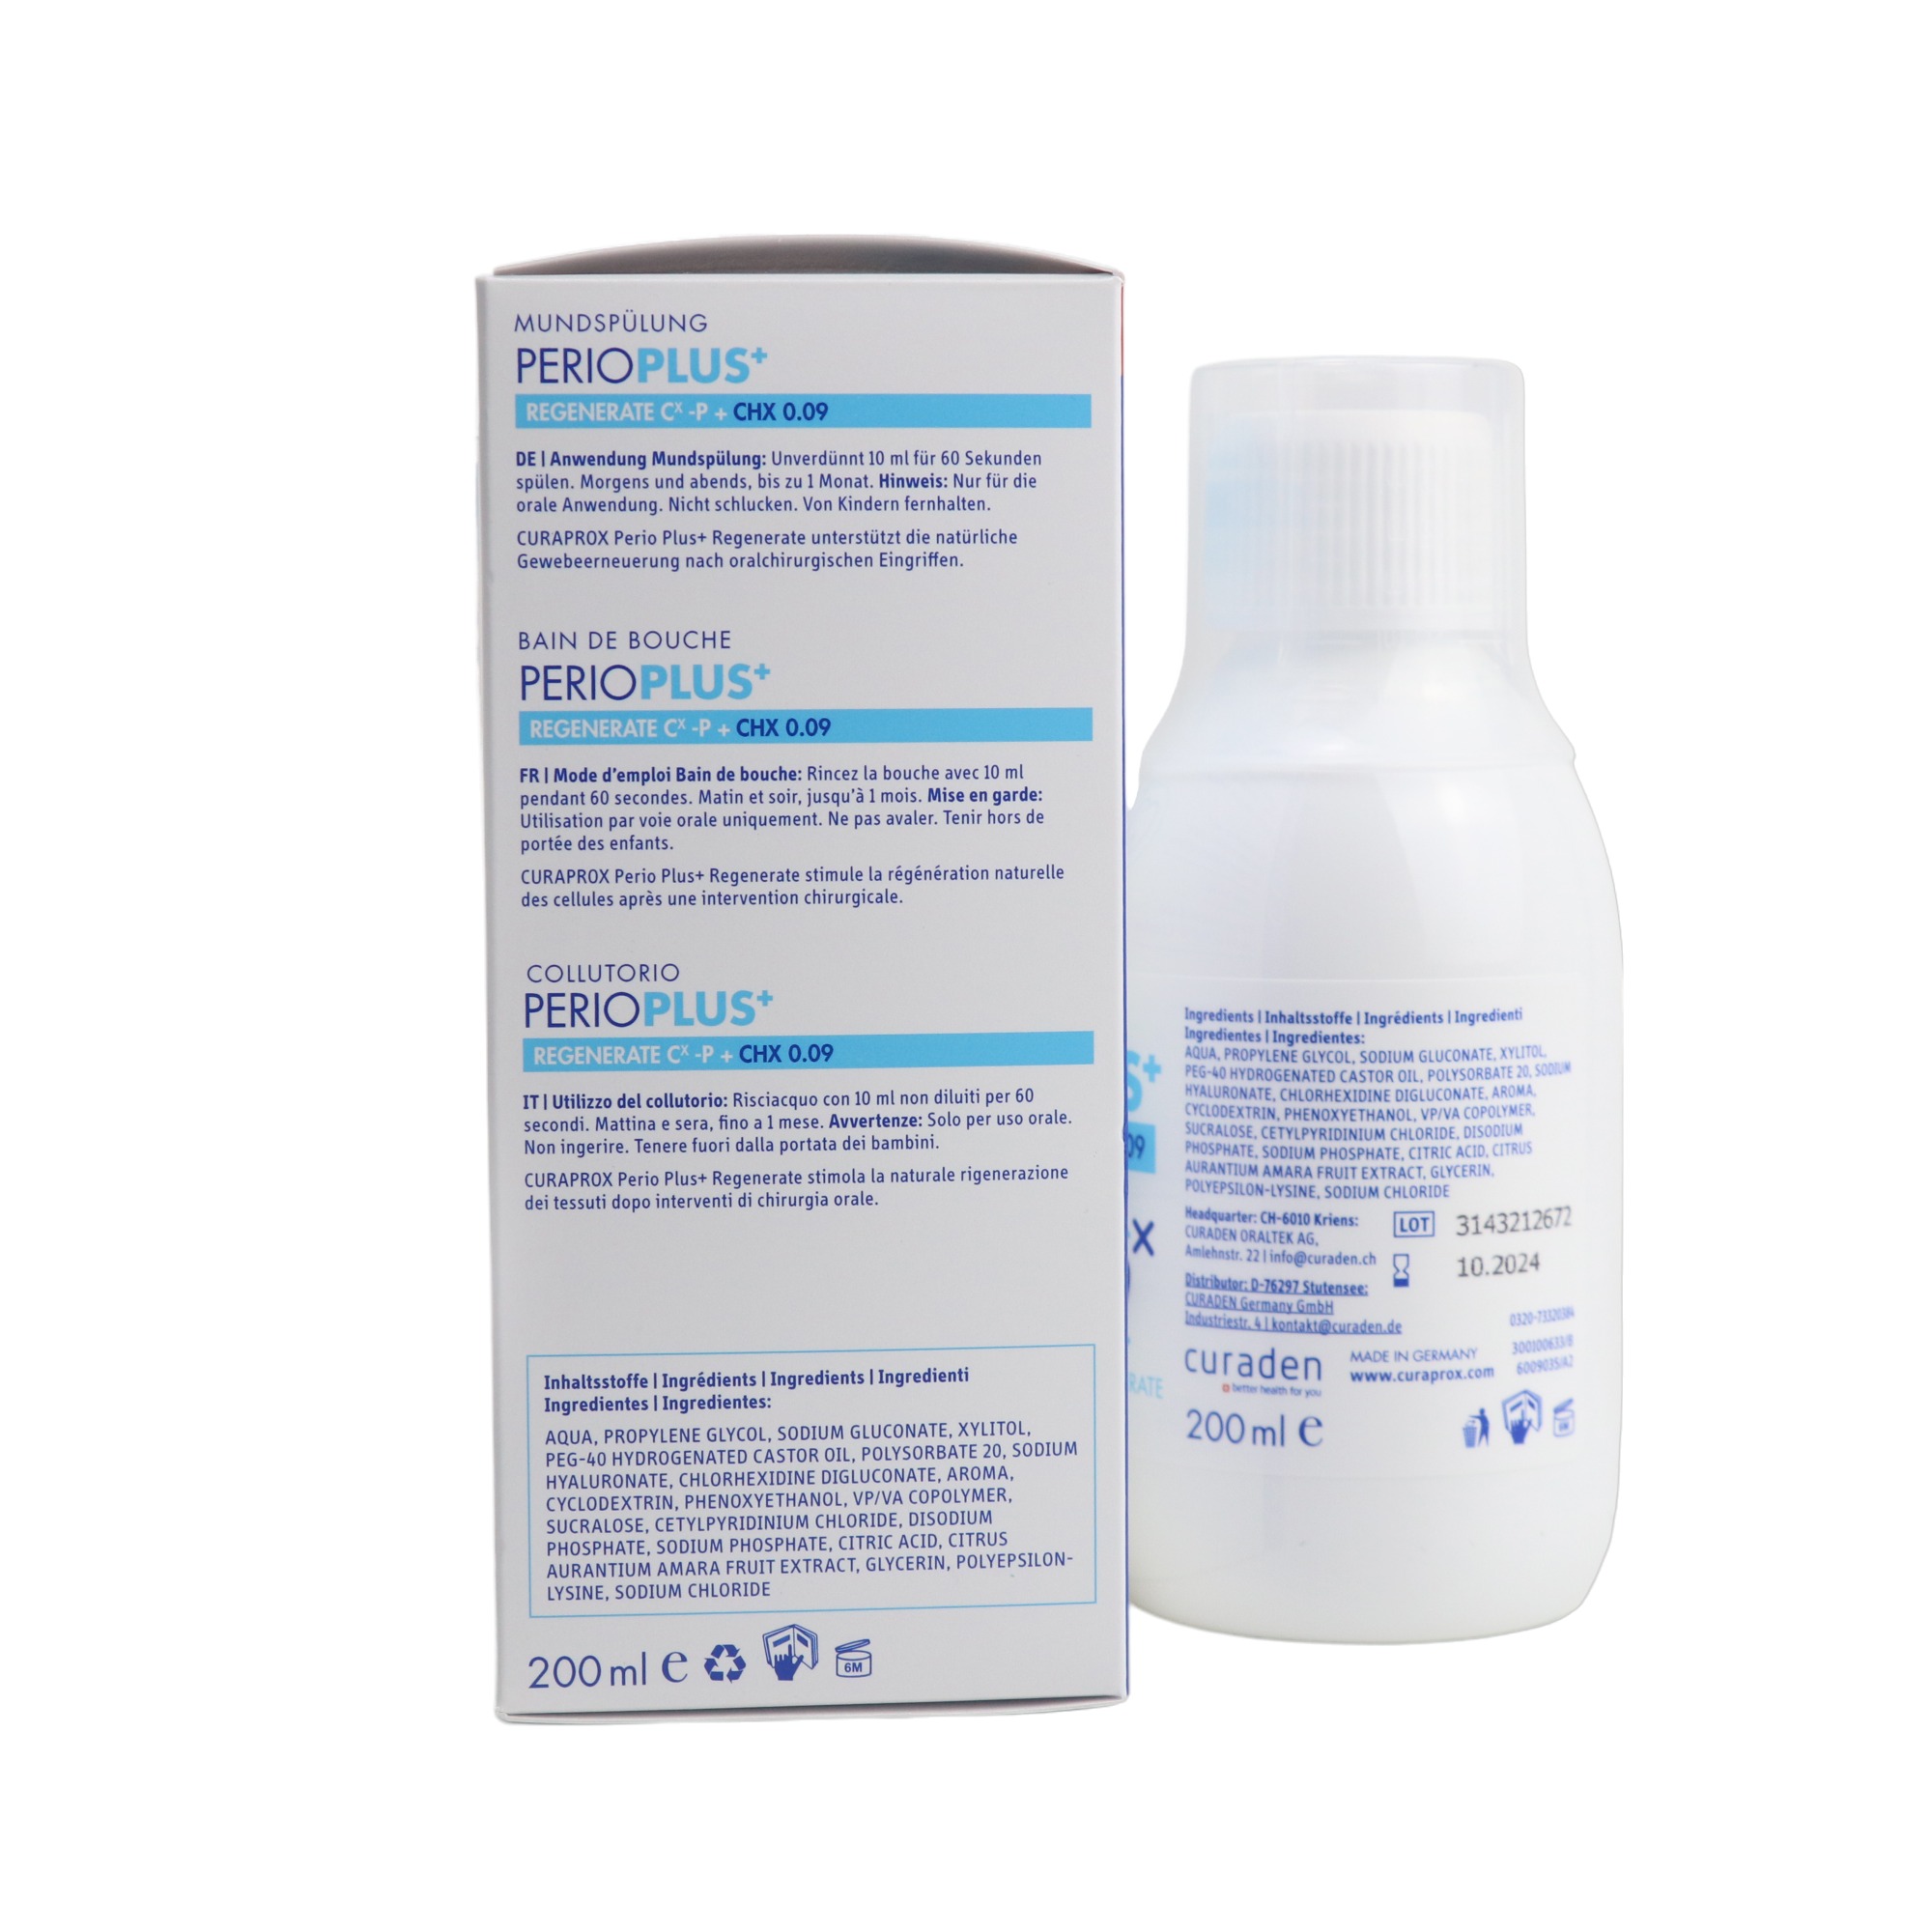 MUNDSPÜLUNG
PERIOPLUS+
REGENERATE Cˣ -P + CHX 0.09
DE | Anwendung Mundspülung: Unverdünnt 10 ml für 60 Sekunden
spülen. Morgens und abends, bis zu 1 Monat. Hinweis: Nur für die
orale Anwendung. Nicht schlucken. Von Kindern fernhalten.
CURAPROX Perio Plus+ Regenerate unterstützt die natürliche
Gewebeerneuerung nach oralchirurgischen Eingriffen.
BAIN DE BOUCHE
PERIOPLUS+
REGENERATE Cˣ -P + CHX 0.09
FR | Mode d'emploi Bain de bouche: Rincez la bouche avec 10 ml
pendant 60 secondes. Matin et soir, jusqu'à 1 mois. Mise en garde:
Utilisation par voie orale uniquement. Ne pas avaler. Tenir hors de
portée des enfants.
CURAPROX Perio Plus+ Regenerate stimule la régénération naturelle
des cellules après une intervention chirurgicale.
COLLUTORIO
PERIOPLUS+
REGENERATE Cˣ -P + CHX 0.09
IT | Utilizzo del collutorio: Risciacquo con 10 ml non diluiti per 60
secondi. Mattina e sera, fino a 1 mese. Avvertenze: Solo per uso orale.
Non ingerire. Tenere fuori dalla portata dei bambini.
CURAPROX Perio Plus+ Regenerate stimola la naturale rigenerazione
dei tessuti dopo interventi di chirurgia orale.
Inhaltsstoffe | Ingrédients | Ingredients | Ingredienti
Ingredientes | Ingredientes:
AQUA, PROPYLENE GLYCOL, SODIUM GLUCONATE, XYLITOL,
PEG-40 HYDROGENATED CASTOR OIL, POLYSORBATE 20, SODIUM
HYALURONATE, CHLORHEXIDINE DIGLUCONATE, AROMA,
CYCLODEXTRIN, PHENOXYETHANOL, VP/VA COPOLYMER,
SUCRALOSE, CETYLPYRIDINIUM CHLORIDE, DISODIUM
PHOSPHATE, SODIUM PHOSPHATE, CITRIC ACID, CITRUS
AURANTIUM AMARA FRUIT EXTRACT, GLYCERIN, POLYEPSILON-
LYSINE, SODIUM CHLORIDE
200 ml e
6M
S+
09
X
RATE
Ingredients | Inhaltsstoffe | Ingrédients | Ingredienti
Ingredientes | Ingredientes:
AQUA, PROPYLENE GLYCOL, SODIUM GLUCONATE, XYLITOL,
PEG-40 HYDROGENATED CASTOR OIL, POLYSORBATE 20, SODIUM
HYALURONATE, CHLORHEXIDINE DIGLUCONATE, AROMA,
CYCLODEXTRIN, PHENOXYETHANOL, VP/VA COPOLYMER,
SUCRALOSE, CETYLPYRIDINIUM CHLORIDE, DISODIUM
PHOSPHATE, SODIUM PHOSPHATE, CITRIC ACID, CITRUS
AURANTIUM AMARA FRUIT EXTRACT, GLYCERIN,
POLYEPSILON-LYSINE, SODIUM CHLORIDE
Headquarter: CH-6010 Kriens:
CURADEN ORALTEK AG,
Amlehnstr. 22 | info@curaden.ch
LOT 3143212672
10.2024
Distributor: D-76297 Stutensee:
CURADEN Germany GmbH
Industriestr. 4 | kontakt@curaden.de
curaden
better health for you
MADE IN GERMANY
www.curaprox.com
200 ml e